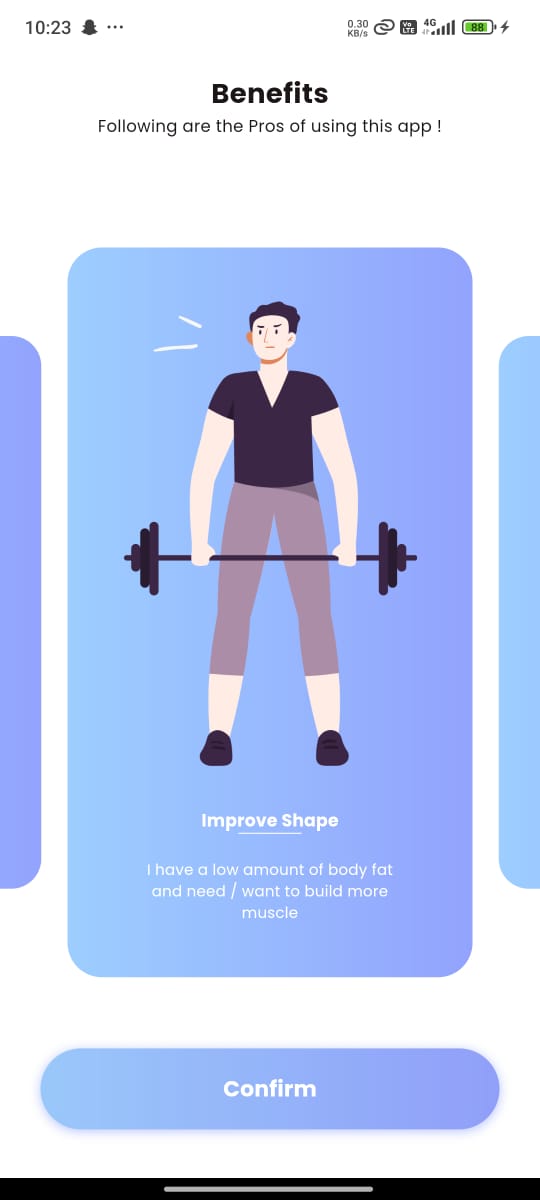 10:23 ...
0.30
KB/s
Vo
LTE
4G
88
Benefits
Following are the Pros of using this app !
Improve Shape
I have a low amount of body fat
and need / want to build more
muscle
Confirm